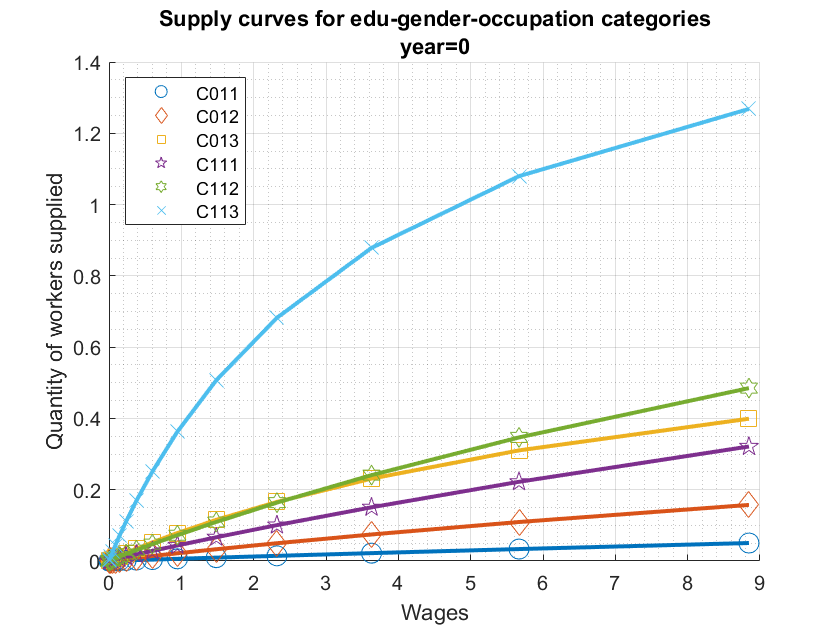 Supply curves for edu-gender-occupation categories
year=0
1.4
1.2
1
0.8
0.6
0.4
0.2
0
Quantity of workers supplied
C011
C012
C013
C111
C112
C113
0 1 2 3 4 5 6 7 8 9
Wages